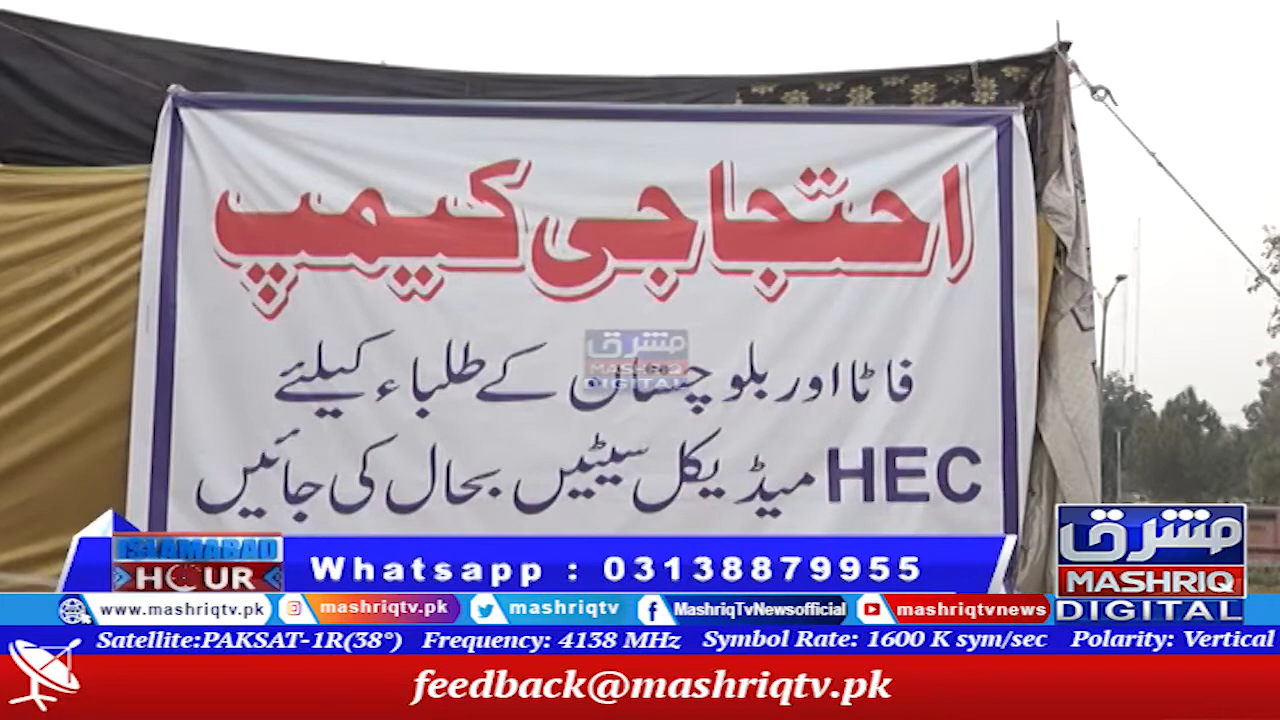 احتجاجی کیمپ
فاٹا اور بلوچستان کے طلباء کیلئے
HEC میڈیکل سیٹیں بحال کی جائیں
مشرق
MASHRIQ
DIGITAL
ISLAMABAD
HOUR
Whatsapp : 03138879955
مشرق
MASHRIQ
DIGITAL
www.mashriqtv.pk mashriqtv.pk mashriqtv MashriqTvNewsofficial mashriqtvnews
Satellite:PAKSAT-1R(38°) Frequency: 4138 MHz Symbol Rate: 1600 K sym/sec Polarity: Vertical
feedback@mashriqtv.pk